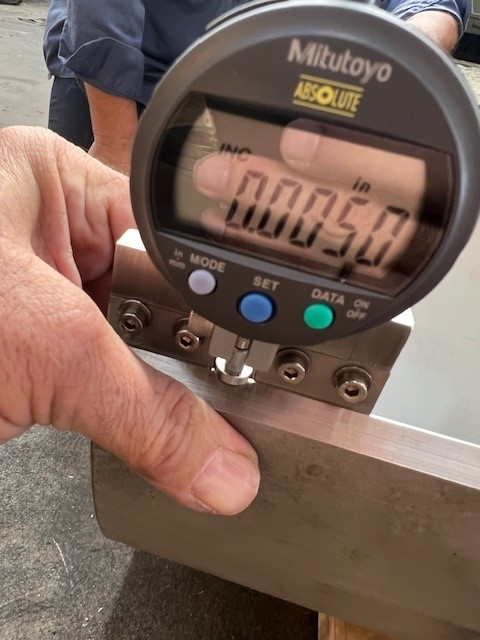 Mitutoyo
ABSOLUTE
INC
in
0.0050
in
mm
MODE
SET
DATA
ON
OFF